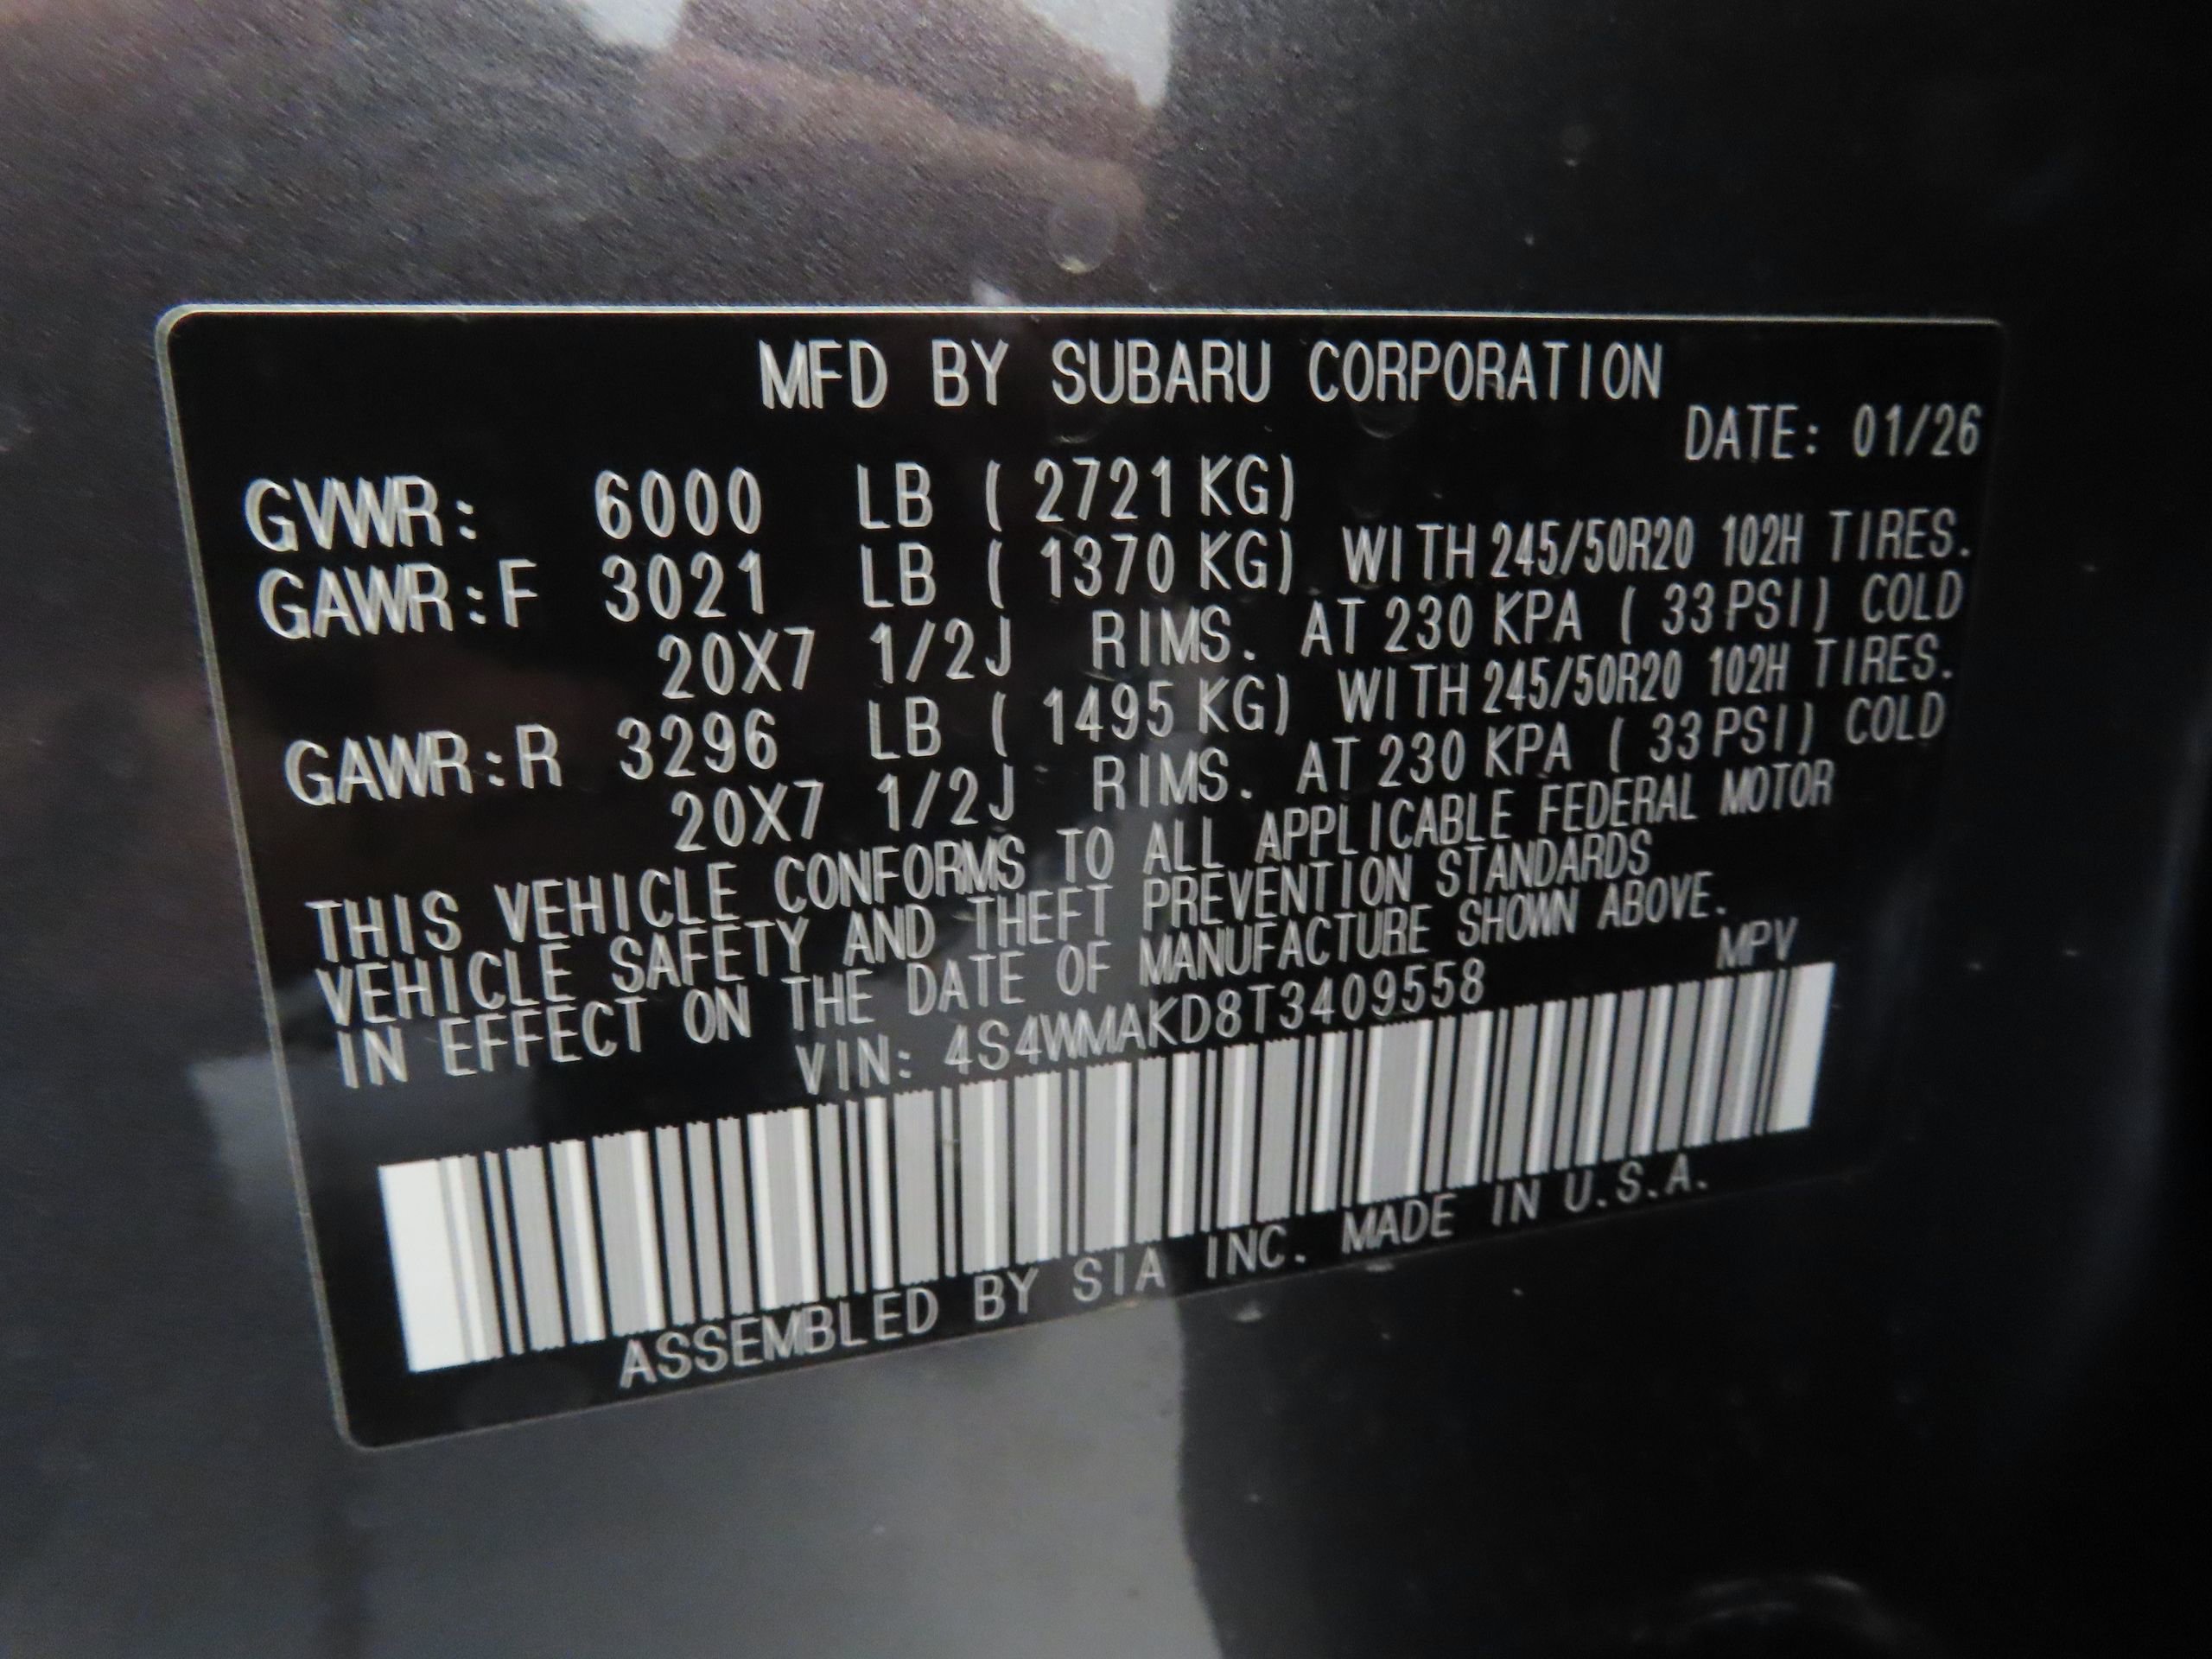 MFD BY SUBARU CORPORATION
DATE: 01/26
GVWR: 6000 LB ( 2721 KG)
GAWR:F 3021 LB ( 1370 KG) WITH 245/50R20 102H TIRES.
20X7 1/2J RIMS. AT 230 KPA ( 33 PSI) COLD
GAWR:R 3296 LB ( 1495 KG) WITH 245/50R20 102H TIRES.
20X7 1/2J RIMS. AT 230 KPA ( 33 PSI) COLD
THIS VEHICLE CONFORMS TO ALL APPLICABLE FEDERAL MOTOR
VEHICLE SAFETY AND THEFT PREVENTION STANDARDS
IN EFFECT ON THE DATE OF MANUFACTURE SHOWN ABOVE.
VIN: 4S4WMAKD8T3409558 MPV
ASSEMBLED BY SIA INC. MADE IN U.S.A.